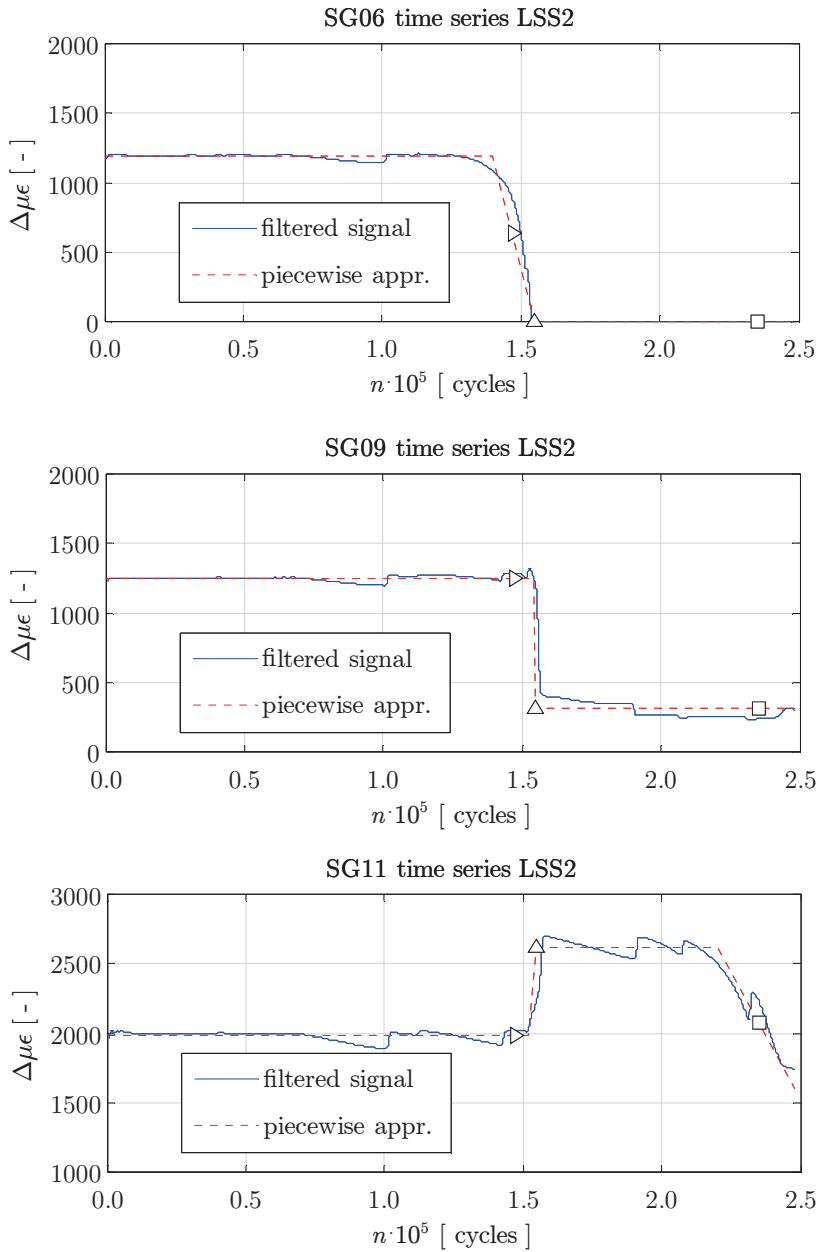 SG06 time series LSS2
2000
1500
1000
500
0
Δμϵ [ - ]
filtered signal
piecewise appr.
0.0 0.5 1.0 1.5 2.0 2.5
n·10⁵ [ cycles ]
SG09 time series LSS2
2000
1500
1000
500
0
Δμϵ [ - ]
filtered signal
piecewise appr.
0.0 0.5 1.0 1.5 2.0 2.5
n·10⁵ [ cycles ]
SG11 time series LSS2
3000
2500
2000
1500
1000
Δμϵ [ - ]
filtered signal
piecewise appr.
0.0 0.5 1.0 1.5 2.0 2.5
n·10⁵ [ cycles ]